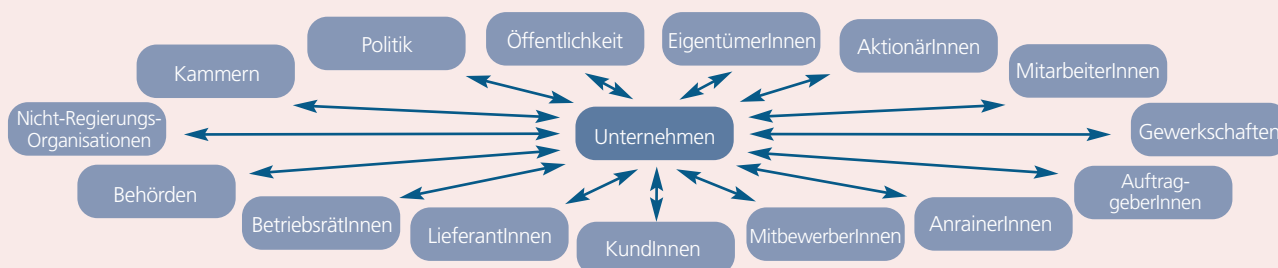 Politik
Öffentlichkeit
EigentümerInnen
AktionärInnen
Kammern
MitarbeiterInnen
Nicht-Regierungs-
Organisationen
Unternehmen
Gewerkschaften
Behörden
Auftrag-
geberInnen
BetriebsrätInnen
LieferantInnen
KundInnen
MitbewerberInnen
AnrainerInnen